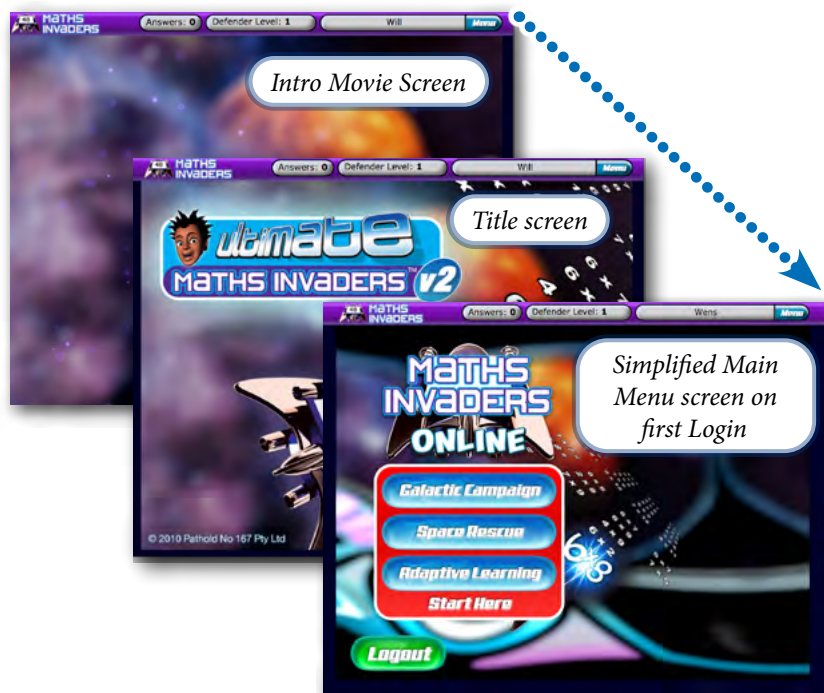 MATHS
INVADERS
Answers: 0
Defender Level: 1
Will
Menu
Intro Movie Screen
MATHS
INVADERS
Answers: 0
Defender Level: 1
Will
Menu
Title screen
ultimate
MATHS INVADERS™ v2
© 2010 Pathold No 167 Pty Ltd
MATHS
INVADERS
Answers: 0
Defender Level: 1
Wens
Menu
Simplified Main
Menu screen on
first Login
MATHS
INVADERS
ONLINE
Galactic Campaign
Space Rescue
Adaptive Learning
Start Here
6x8
Logout